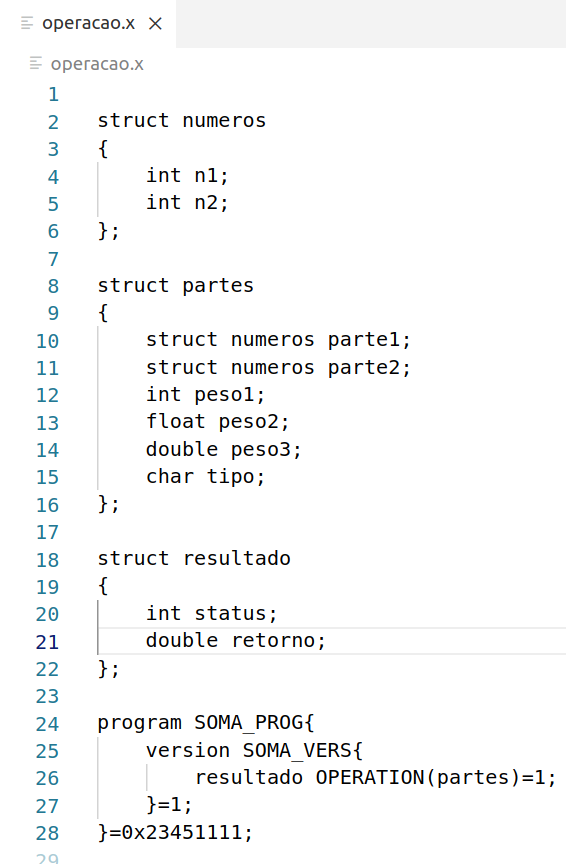 operacao.x
operacao.x
1
2 struct numeros
3 {
4     int n1;
5     int n2;
6 };
7
8 struct partes
9 {
10     struct numeros parte1;
11     struct numeros parte2;
12     int peso1;
13     float peso2;
14     double peso3;
15     char tipo;
16 };
17
18 struct resultado
19 {
20     int status;
21     double retorno;
22 };
23
24 program SOMA_PROG{
25     version SOMA_VERS{
26         resultado OPERATION(partes)=1;
27     }=1;
28 }=0x23451111;
29